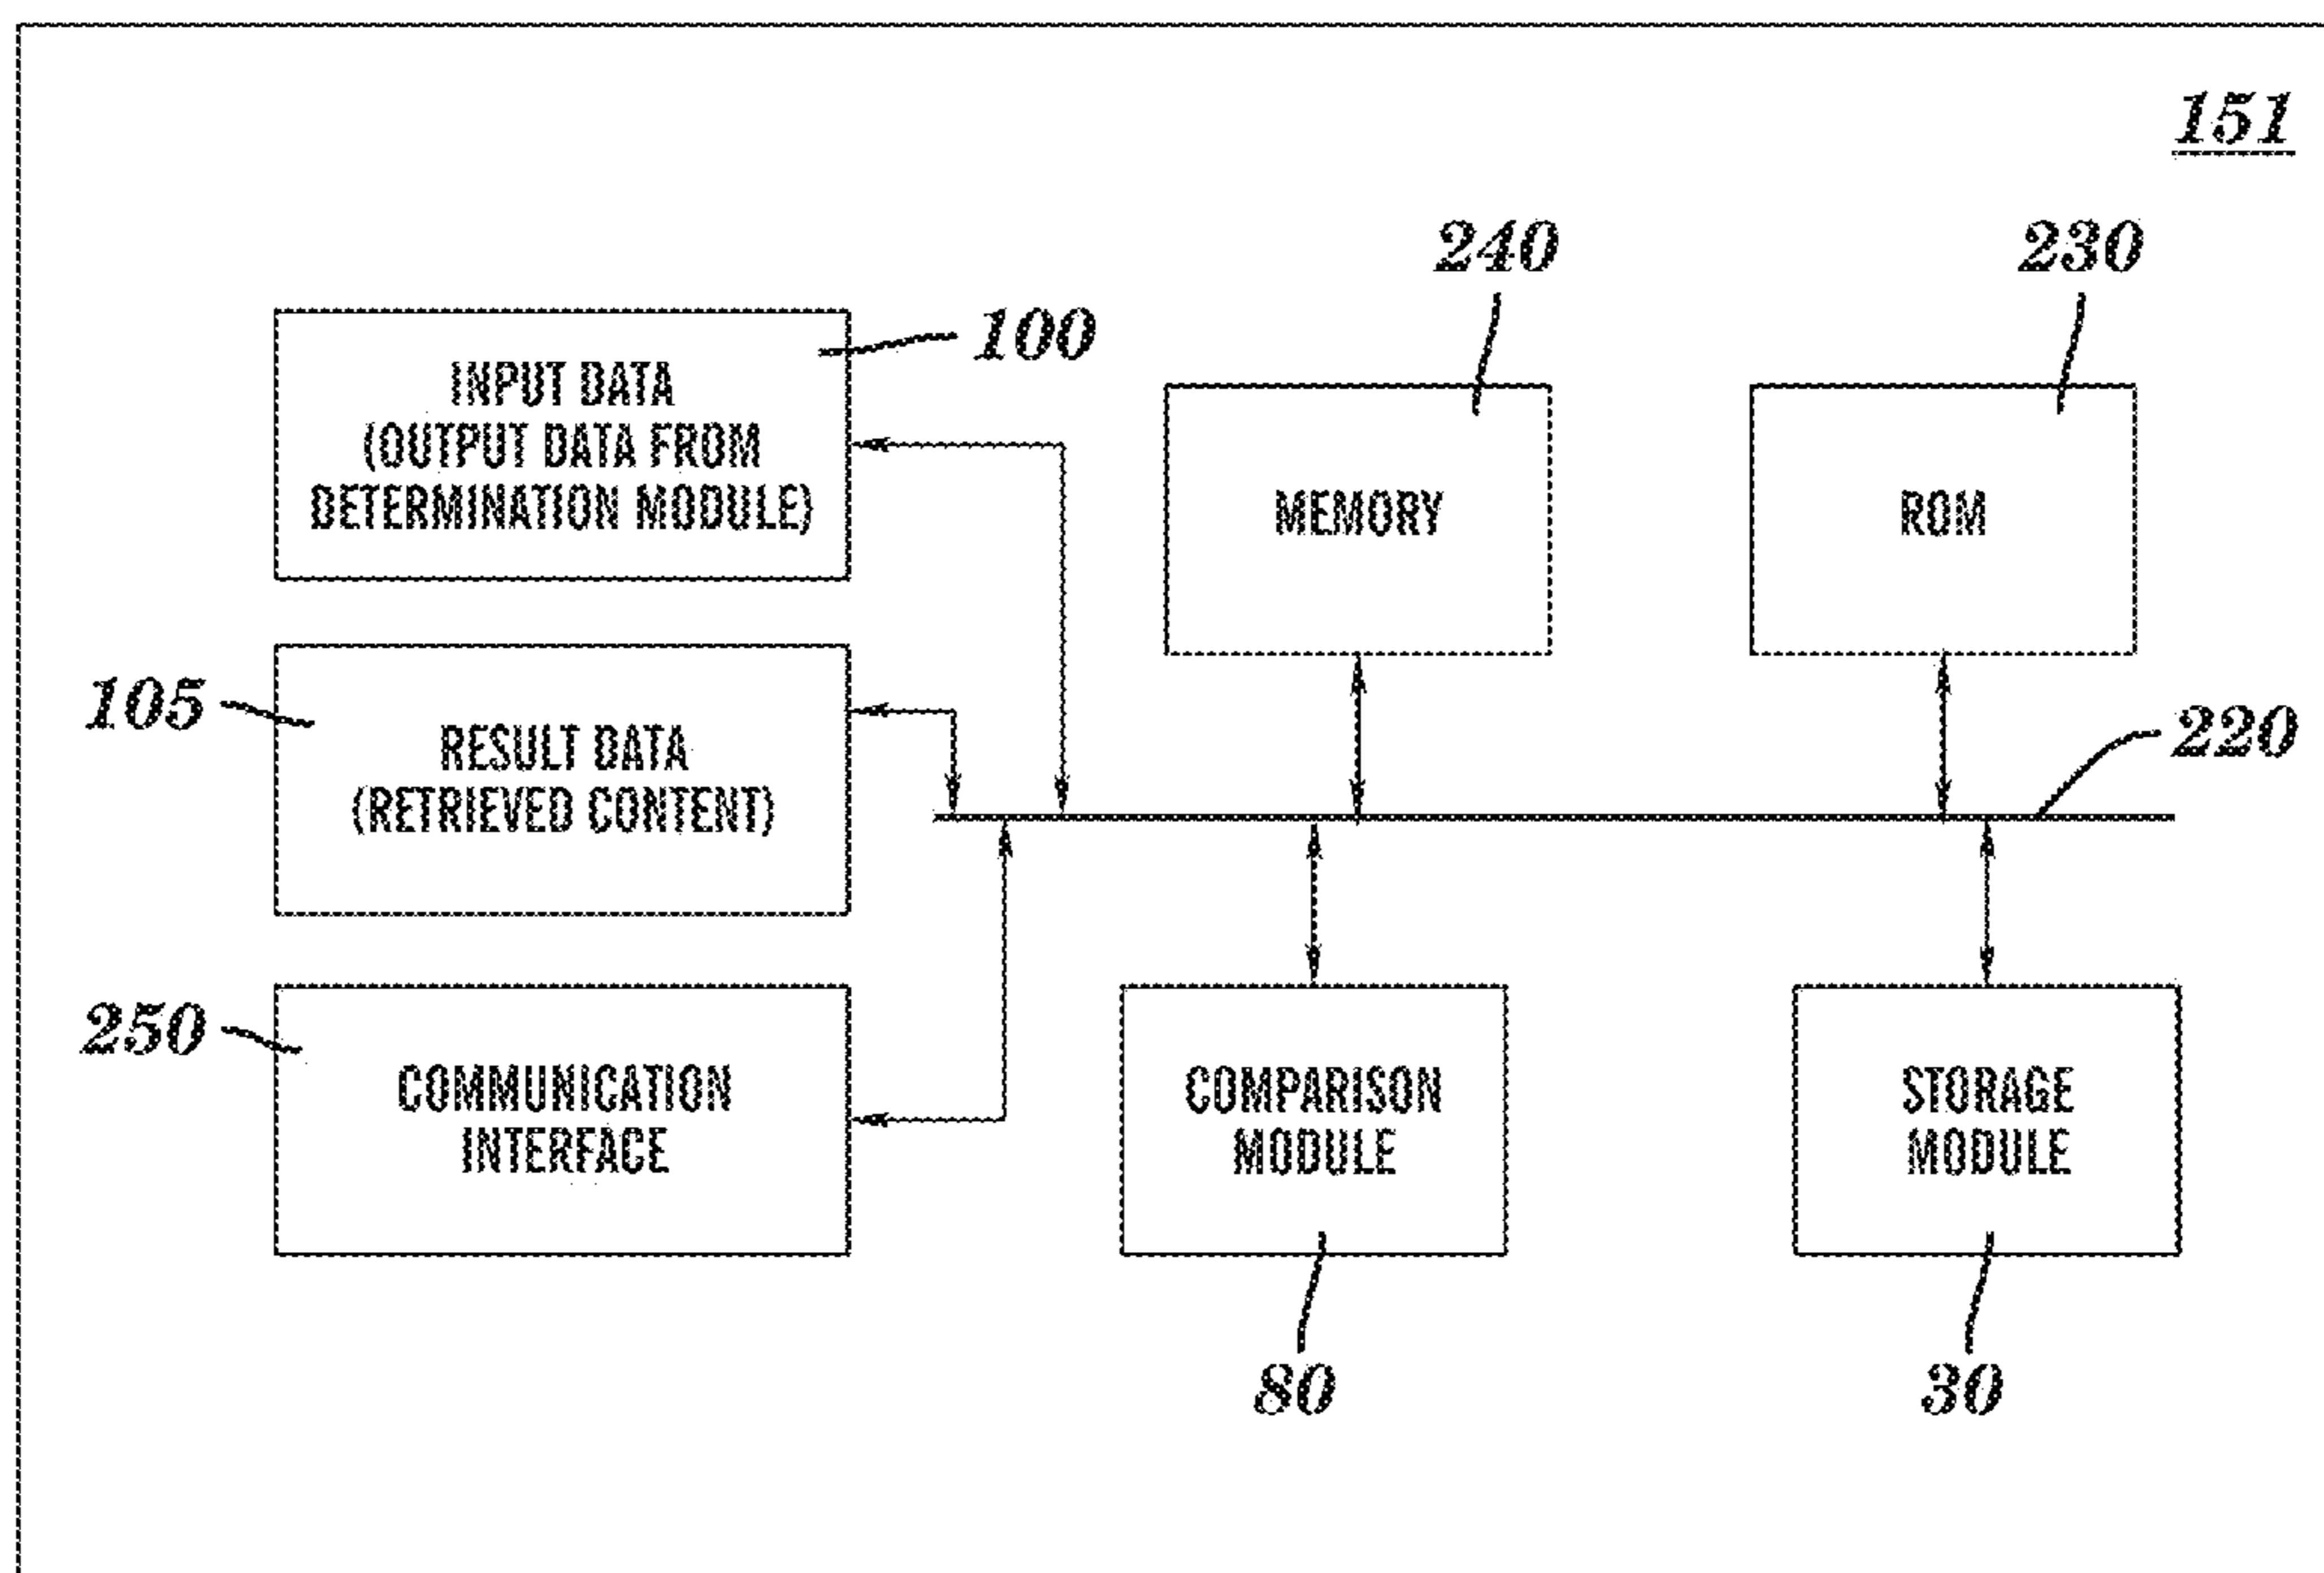 151
240
230
100
INPUT DATA
(OUTPUT DATA FROM
DETERMINATION MODULE)
MEMORY
ROM
105
RESULT DATA
(RETRIEVED CONTENT)
220
250
COMMUNICATION
INTERFACE
COMPARISON
MODULE
STORAGE
MODULE
80
30